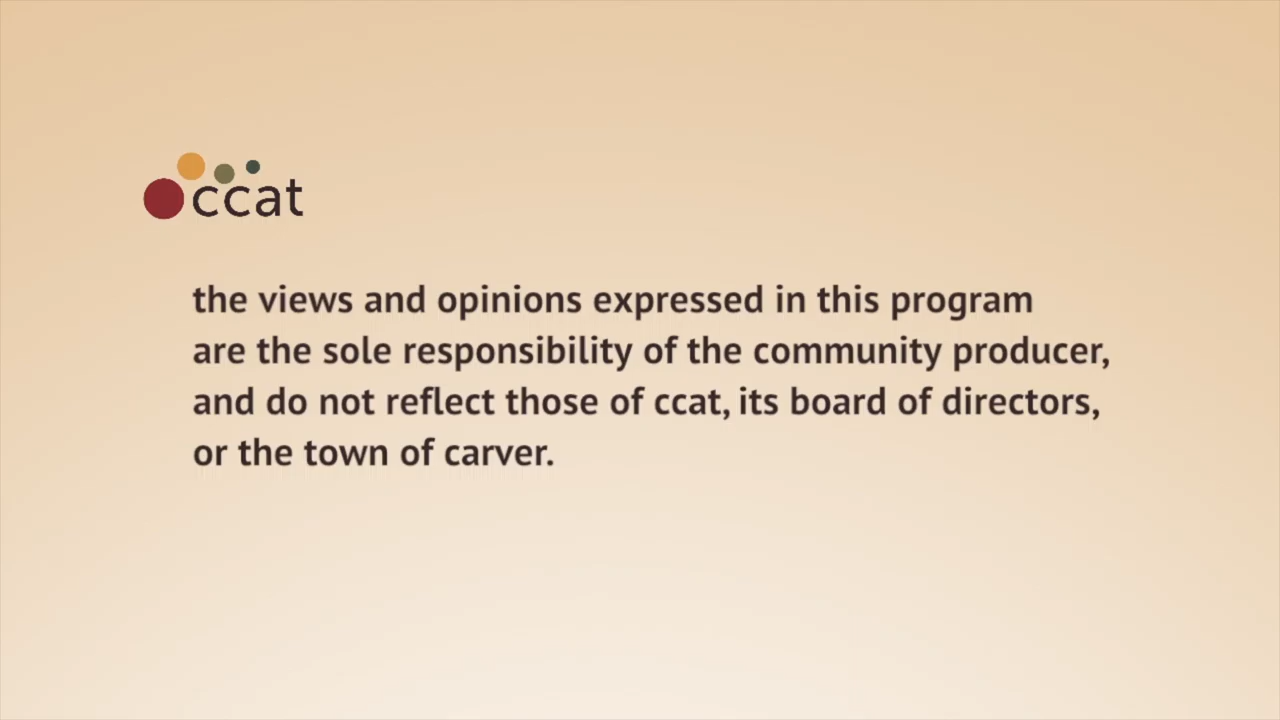 ccat
the views and opinions expressed in this program
are the sole responsibility of the community producer,
and do not reflect those of ccat, its board of directors,
or the town of carver.